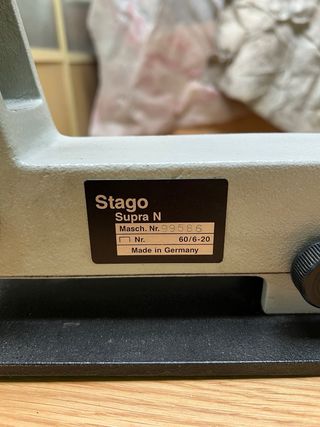 Stago
Supra N
Masch. Nr. 99586
Nr. 60/6-20
Made in Germany